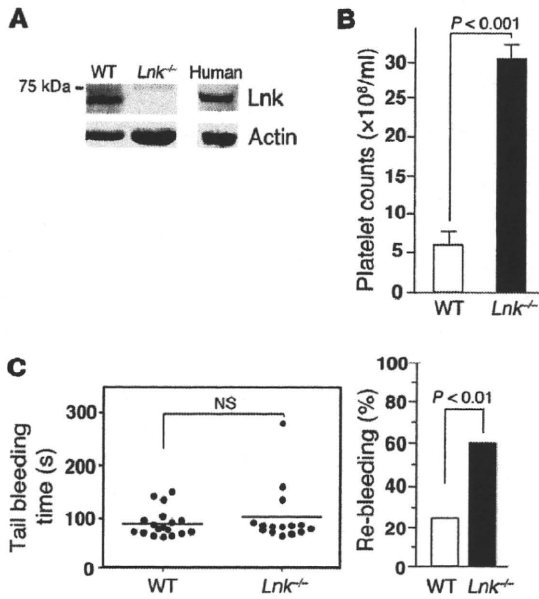 A
WT Lnk-/- Human
75 kDa
Lnk
Actin
B
P < 0.001
Platelet counts (×10⁸/ml)
30
25
20
15
10
5
0
WT Lnk-/-
C
NS
Tail bleeding
time (s)
300
200
100
0
WT Lnk-/-
P < 0.01
Re-bleeding (%)
100
80
60
40
20
0
WT Lnk-/-